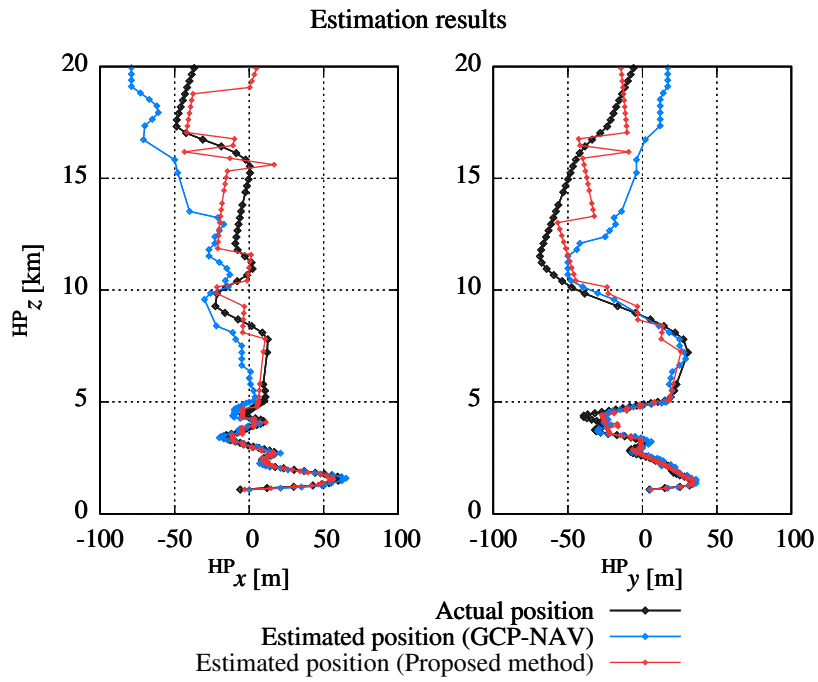 Estimation results
20
15
10
5
0
HPz [km]
-100 -50 0 50 100
HPx [m]
20
15
10
5
0
-100 -50 0 50 100
HPy [m]
Actual position
Estimated position (GCP-NAV)
Estimated position (Proposed method)